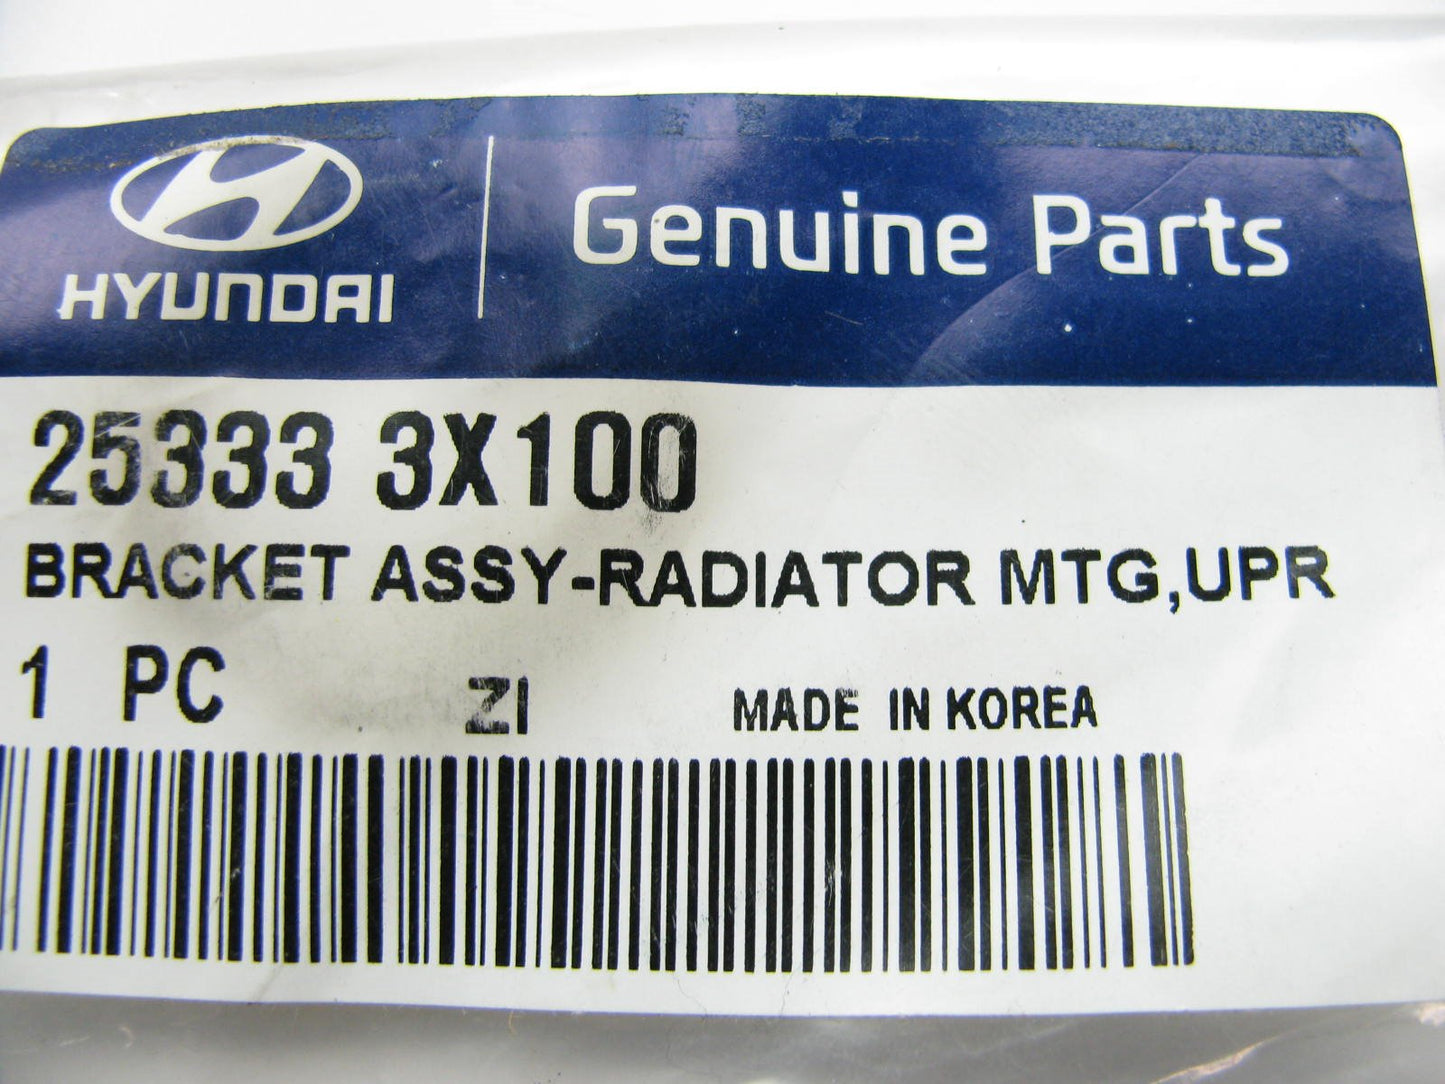 HYUNDAI
Genuine Parts
25333 3X100
BRACKET ASSY-RADIATOR MTG,UPR
1 PC ZI MADE IN KOREA